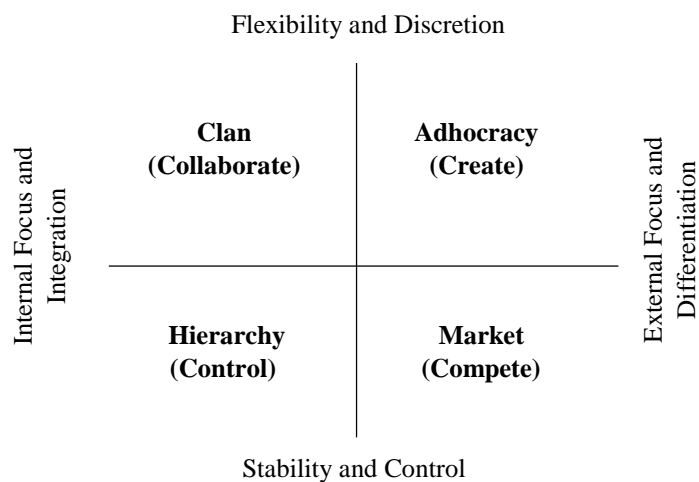 Flexibility and Discretion
Internal Focus and
Integration
Clan
(Collaborate)
Adhocracy
(Create)
External Focus and
Differentiation
Hierarchy
(Control)
Market
(Compete)
Stability and Control